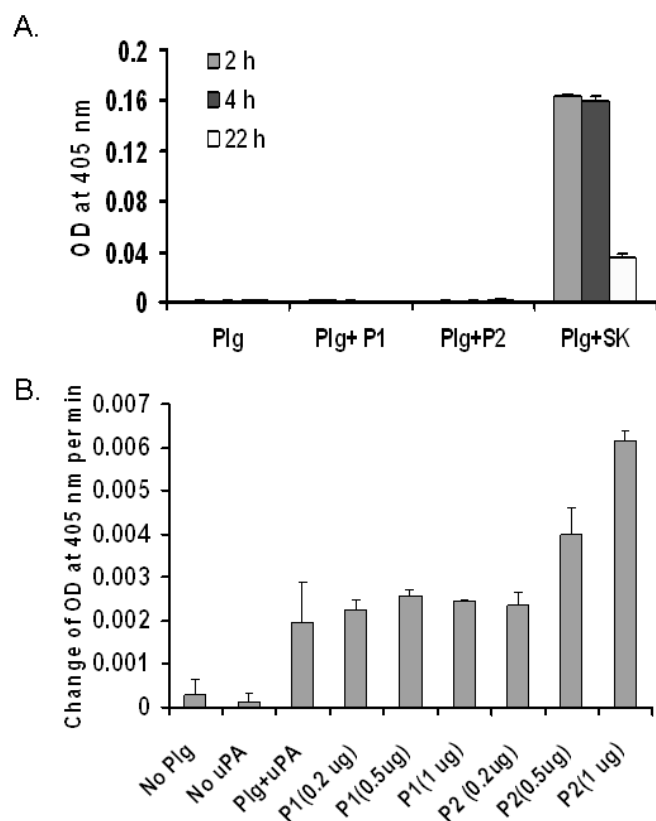 A.
0.2
0.16
0.12
0.08
0.04
0
OD at 405 nm
2 h
4 h
22 h
Plg
Plg+ P1
Plg+P2
Plg+SK
B.
0.007
0.006
0.005
0.004
0.003
0.002
0.001
0
Change of OD at 405 nm per min
No Plg
No uPA
Plg+uPA
P1(0.2 ug)
P1(0.5ug)
P1(1 ug)
P2 (0.2ug)
P2(0.5ug)
P2(1 ug)